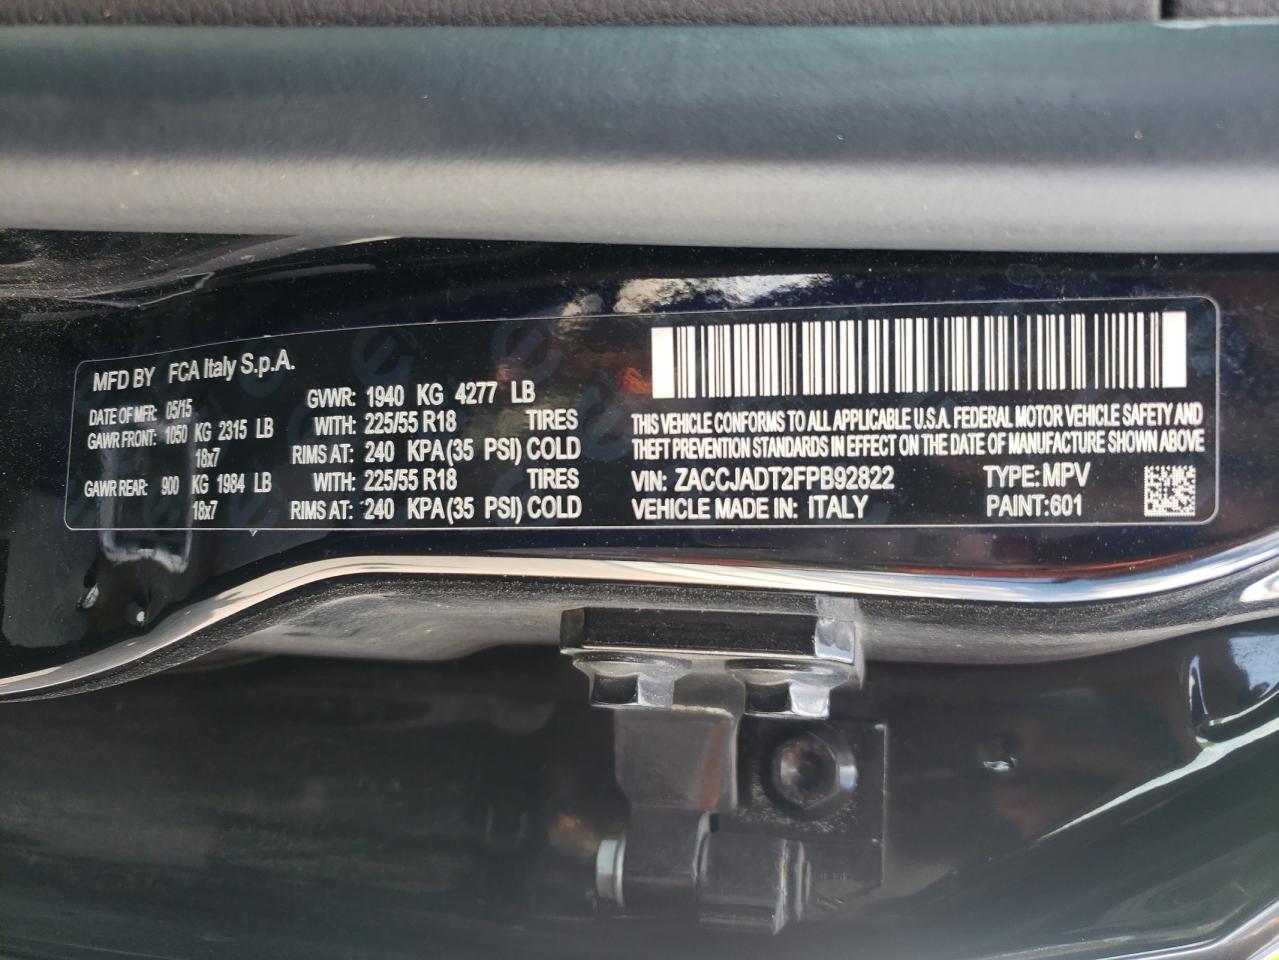 MFD BY FCA Italy S.p.A.
DATE OF MFR: 05/15 GVWR: 1940 KG 4277 LB
GAWR FRONT: 1050 KG 2315 LB WITH: 225/55 R18 TIRES
18x7 RIMS AT: 240 KPA (35 PSI) COLD
GAWR REAR: 900 KG 1984 LB WITH: 225/55 R18 TIRES
18x7 RIMS AT: 240 KPA (35 PSI) COLD
THIS VEHICLE CONFORMS TO ALL APPLICABLE U.S.A. FEDERAL MOTOR VEHICLE SAFETY AND
THEFT PREVENTION STANDARDS IN EFFECT ON THE DATE OF MANUFACTURE SHOWN ABOVE
VIN: ZACCJADT2FPB92822 TYPE: MPV
VEHICLE MADE IN: ITALY PAINT:601